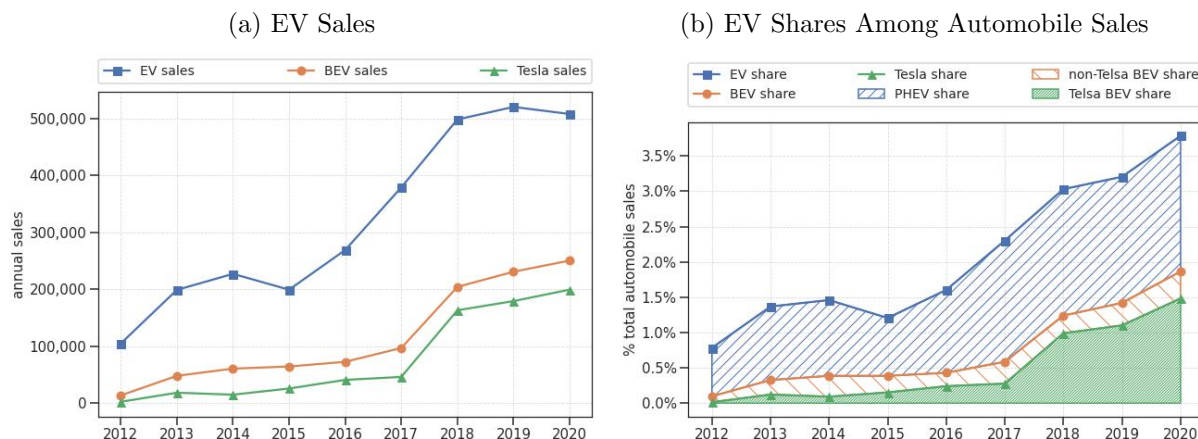 (a) EV Sales
EV sales BEV sales Tesla sales
annual sales
500,000
400,000
300,000
200,000
100,000
0
2012 2013 2014 2015 2016 2017 2018 2019 2020
(b) EV Shares Among Automobile Sales
EV share Tesla share non-Telsa BEV share
BEV share PHEV share Telsa BEV share
% total automobile sales
3.5%
3.0%
2.5%
2.0%
1.5%
1.0%
0.5%
0.0%
2012 2013 2014 2015 2016 2017 2018 2019 2020